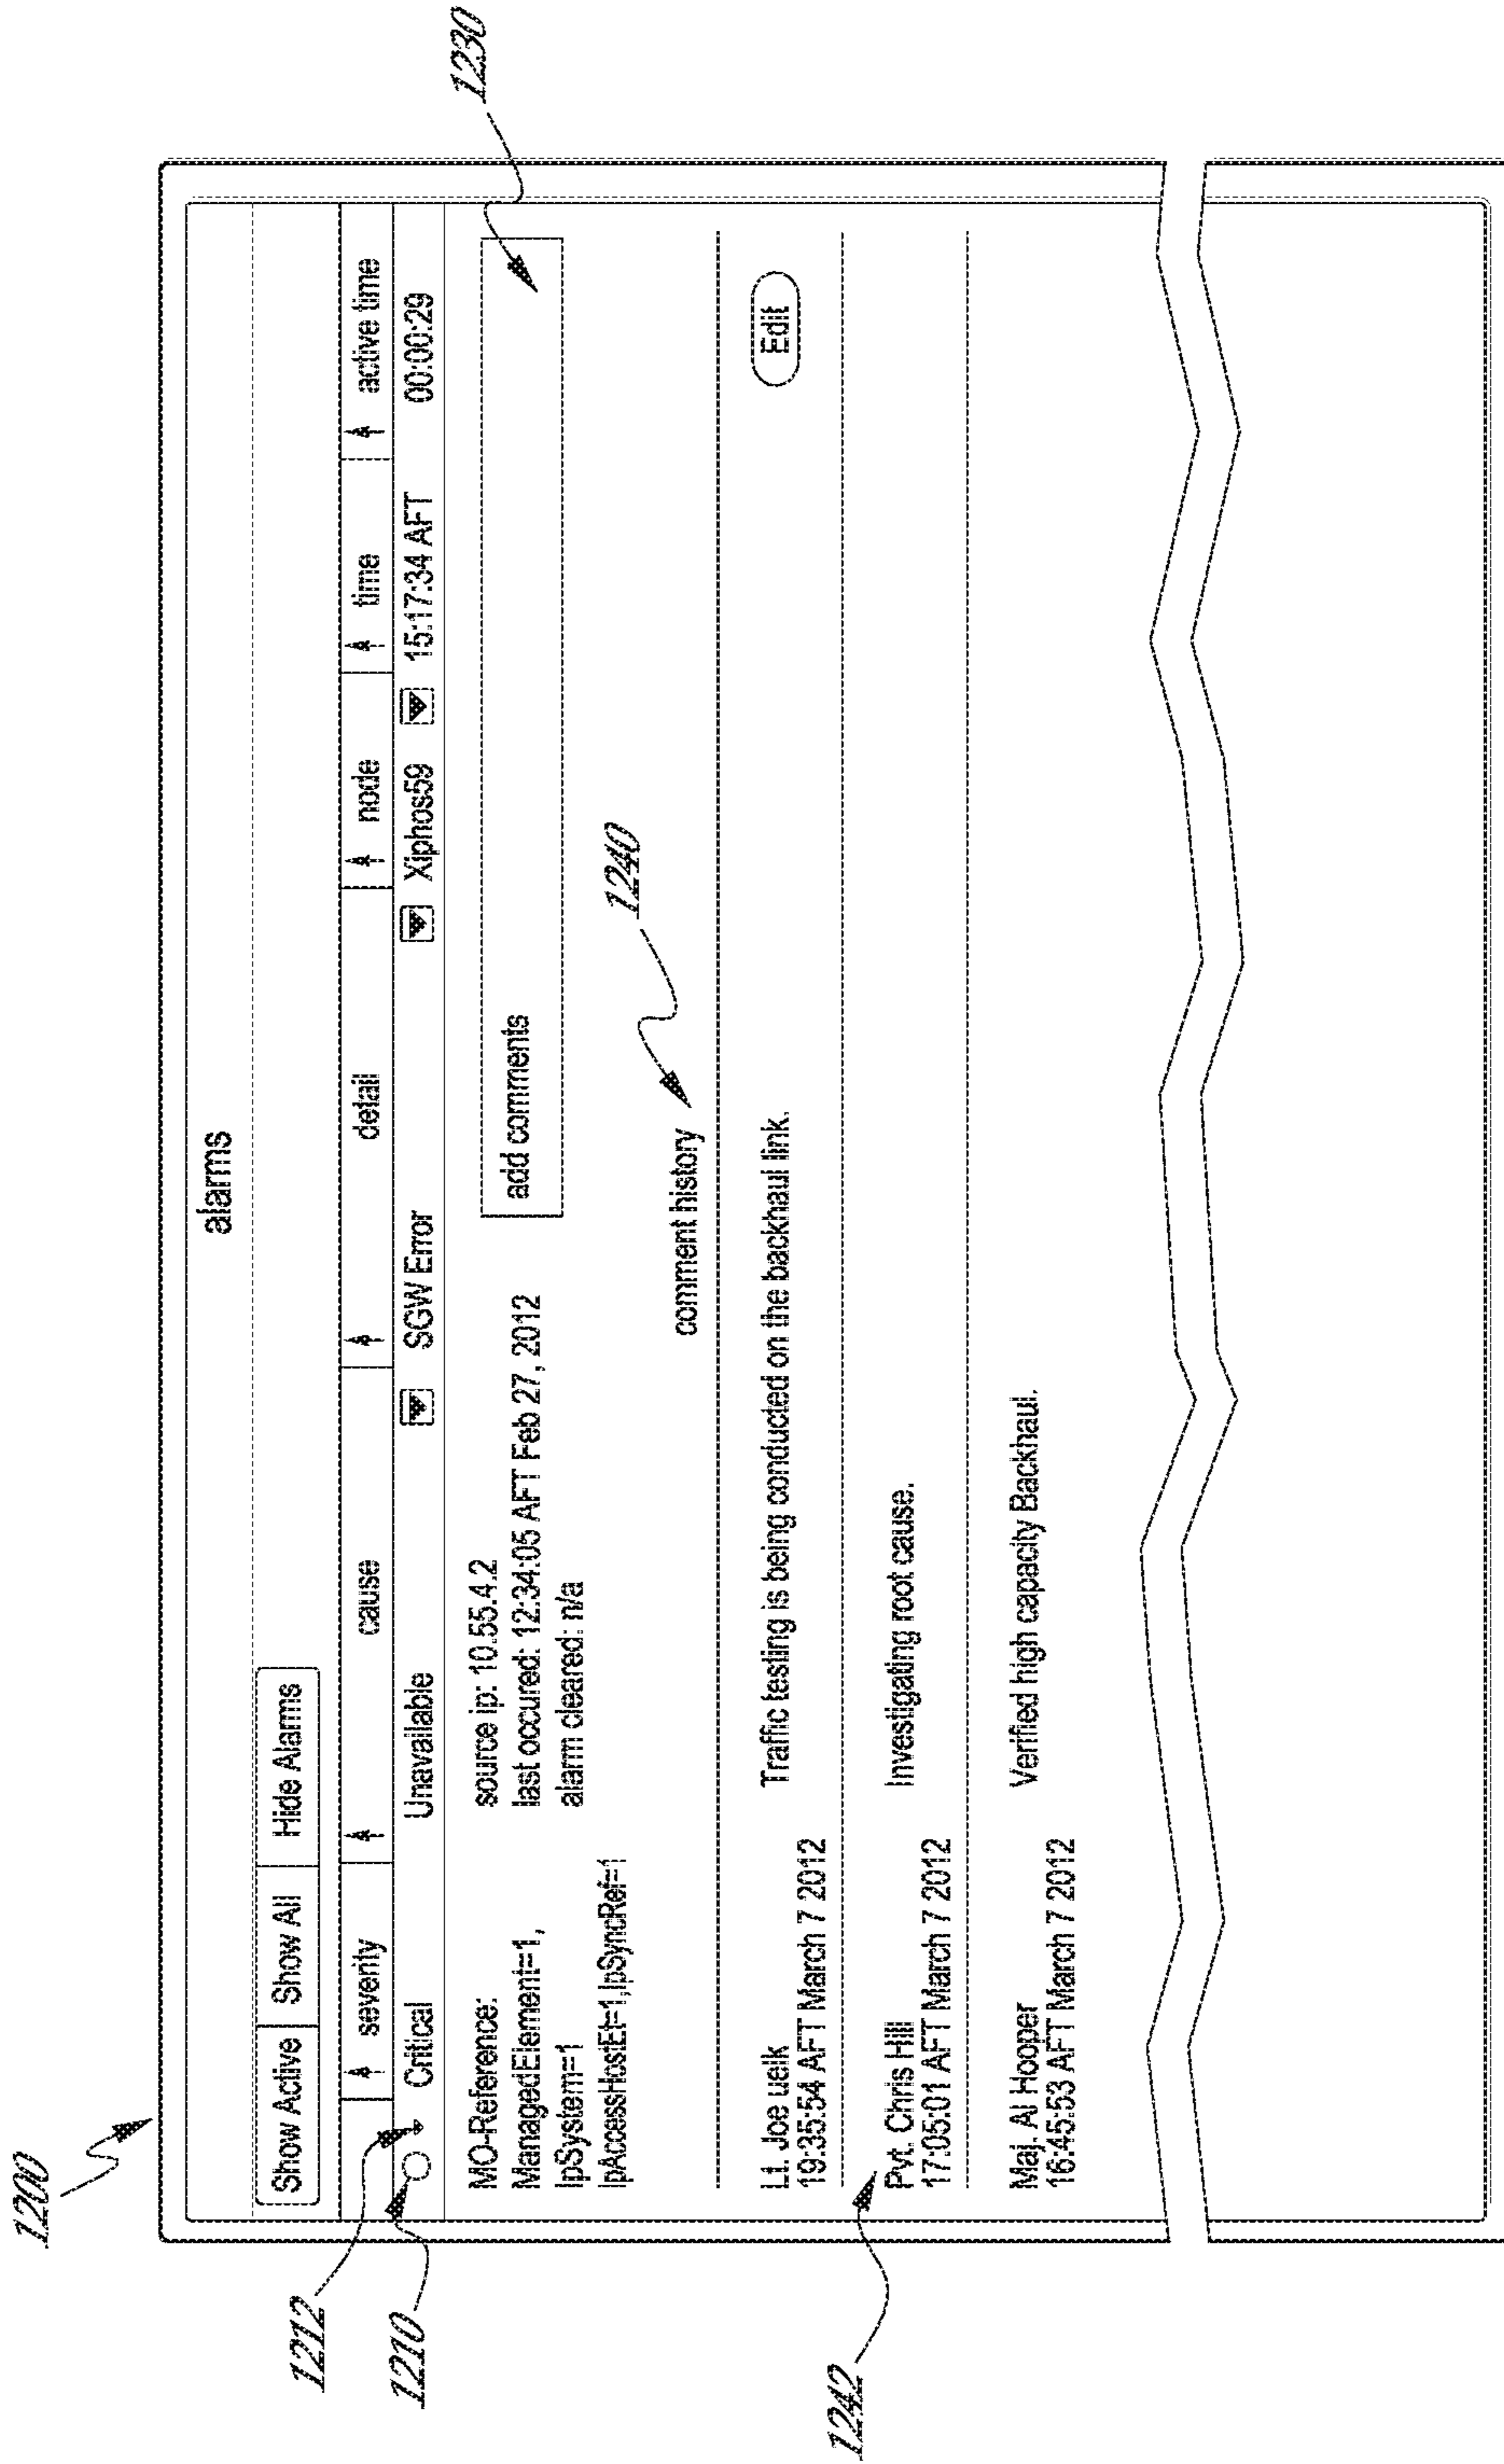 1200
alarms
Show Active Show All Hide Alarms
severity cause detail node time active time
Critical Unavailable SGW Error Xiphos59 15:17:34 AFT 00:00:29
1212
1210
MO-Reference:
ManagedElement=1,
IpSystem=1
IpAccessHostEt=1,IpSyncRef=1
source ip: 10.55.4.2
last occured: 12:34:05 AFT Feb 27, 2012
alarm cleared: n/a
add comments
1230
comment history
1240
Lt. Joe uelk
19:35:54 AFT March 7 2012
Traffic testing is being conducted on the backhaul link.
Edit
1242
Pvt. Chris Hill
17:05:01 AFT March 7 2012
Investigating root cause.
Maj. Al Hooper
16:45:53 AFT March 7 2012
Verified high capacity Backhaul.